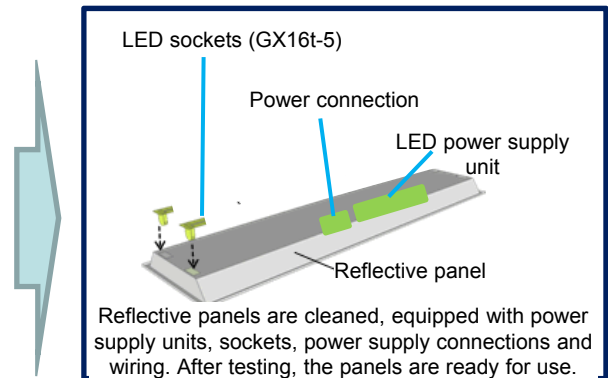 LED sockets (GX16t-5)
Power connection
LED power supply
unit
Reflective panel
Reflective panels are cleaned, equipped with power
supply units, sockets, power supply connections and
wiring. After testing, the panels are ready for use.